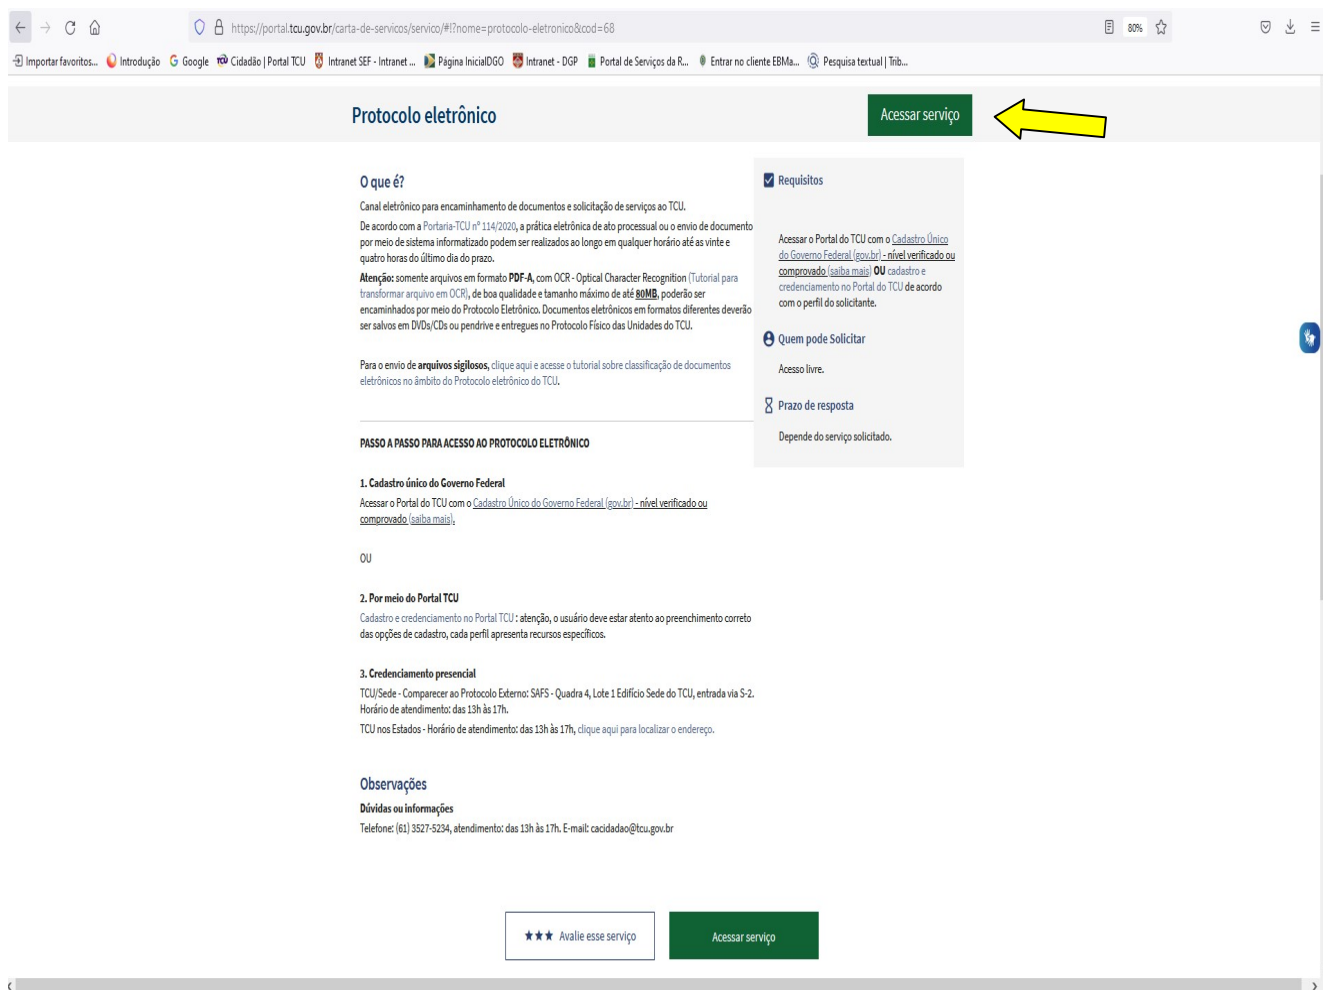 https://portal.tcu.gov.br/carta-de-servicos/servico/#!?nome=protocolo-eletronico&cod=68
80%
Importar favoritos... Introdução Google Cidadão | Portal TCU Intranet SEF - Intranet ... Página InicialDGO Intranet - DGP Portal de Serviços da R... Entrar no cliente EBMa... Pesquisa textual | Trib...
Protocolo eletrônico
Acessar serviço
O que é?
Canal eletrônico para encaminhamento de documentos e solicitação de serviços ao TCU.
De acordo com a Portaria-TCU nº 114/2020, a prática eletrônica de ato processual ou o envio de documento
por meio de sistema informatizado podem ser realizados ao longo em qualquer horário até as vinte e
quatro horas do último dia do prazo.
Atenção: somente arquivos em formato PDF-A, com OCR - Optical Character Recognition (Tutorial para
transformar arquivo em OCR), de boa qualidade e tamanho máximo de até 80MB, poderão ser
encaminhados por meio do Protocolo Eletrônico. Documentos eletrônicos em formatos diferentes deverão
ser salvos em DVDs/CDs ou pendrive e entregues no Protocolo Físico das Unidades do TCU.
Para o envio de arquivos sigilosos, clique aqui e acesse o tutorial sobre classificação de documentos
eletrônicos no âmbito do Protocolo eletrônico do TCU.
PASSO A PASSO PARA ACESSO AO PROTOCOLO ELETRÔNICO
1. Cadastro único do Governo Federal
Acessar o Portal do TCU com o Cadastro Único do Governo Federal (gov.br) - nível verificado ou
comprovado (saiba mais).
OU
2. Por meio do Portal TCU
Cadastro e credenciamento no Portal TCU : atenção, o usuário deve estar atento ao preenchimento correto
das opções de cadastro, cada perfil apresenta recursos específicos.
3. Credenciamento presencial
TCU/Sede - Comparecer ao Protocolo Externo: SAFS - Quadra 4, Lote 1 Edifício Sede do TCU, entrada via S-2.
Horário de atendimento: das 13h às 17h.
TCU nos Estados - Horário de atendimento: das 13h às 17h, clique aqui para localizar o endereço.
Observações
Dúvidas ou informações
Telefone: (61) 3527-5234, atendimento: das 13h às 17h. E-mail: cacidadao@tcu.gov.br
Requisitos
Acessar o Portal do TCU com o Cadastro Único
do Governo Federal (gov.br) - nível verificado ou
comprovado (saiba mais) OU cadastro e
credenciamento no Portal do TCU de acordo
com o perfil do solicitante.
Quem pode Solicitar
Acesso livre.
Prazo de resposta
Depende do serviço solicitado.
Avalie esse serviço
Acessar serviço